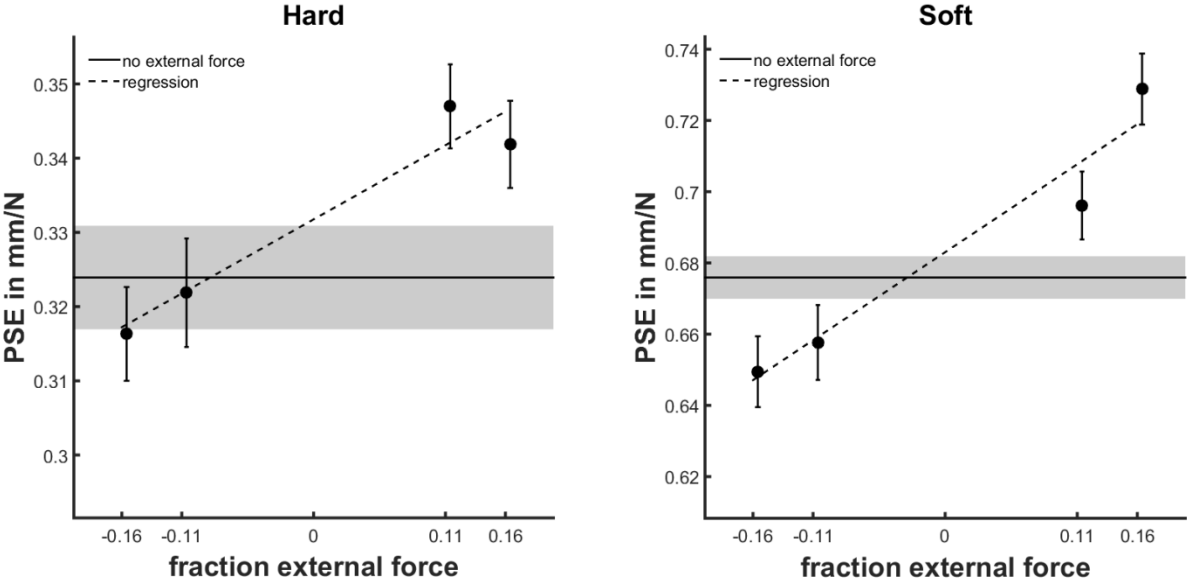 Hard
no external force
regression
PSE in mm/N
0.35
0.34
0.33
0.32
0.31
0.3
-0.16 -0.11 0 0.11 0.16
fraction external force
Soft
no external force
regression
PSE in mm/N
0.74
0.72
0.7
0.68
0.66
0.64
0.62
-0.16 -0.11 0 0.11 0.16
fraction external force